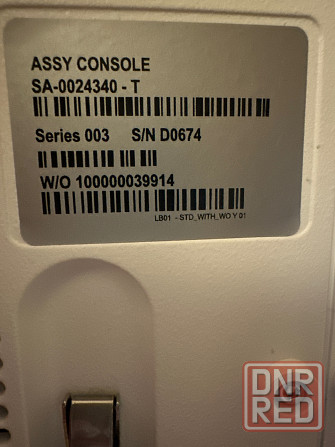 ASSY CONSOLE
SA-0024340 - T
Series 003 S/N D0674
W/O 100000039914
LB01 - STD_WITH_WO Y 01
DNR
RED